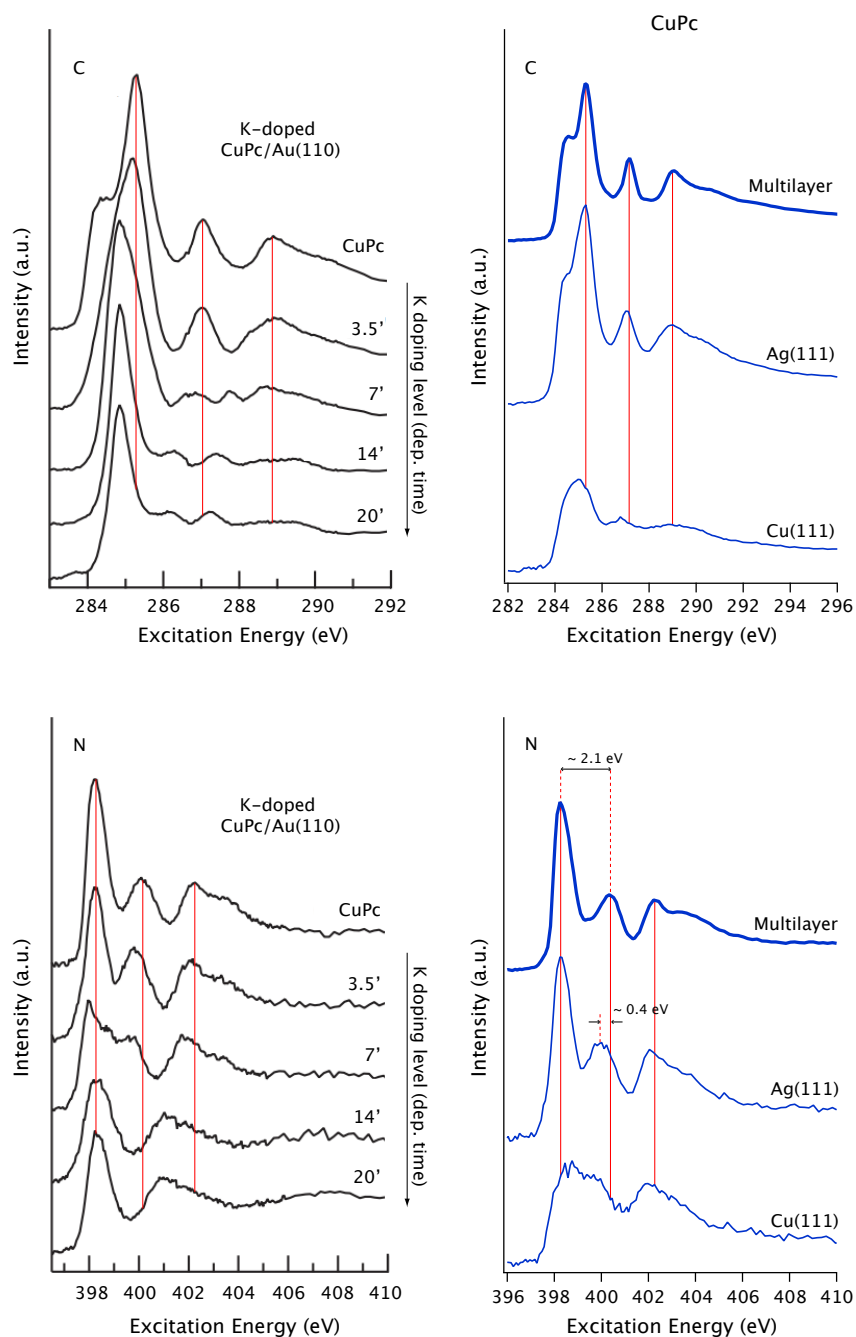 C
K-doped
CuPc/Au(110)
CuPc
3.5'
7'
14'
20'
K doping level (dep. time)
Intensity (a.u.)
284 286 288 290 292
Excitation Energy (eV)
CuPc
C
Multilayer
Ag(111)
Cu(111)
Intensity (a.u.)
282 284 286 288 290 292 294 296
Excitation Energy (eV)
N
K-doped
CuPc/Au(110)
CuPc
3.5'
7'
14'
20'
K doping level (dep. time)
Intensity (a.u.)
398 400 402 404 406 408 410
Excitation Energy (eV)
N
~ 2.1 eV
Multilayer
~ 0.4 eV
Ag(111)
Cu(111)
Intensity (a.u.)
396 398 400 402 404 406 408 410
Excitation Energy (eV)